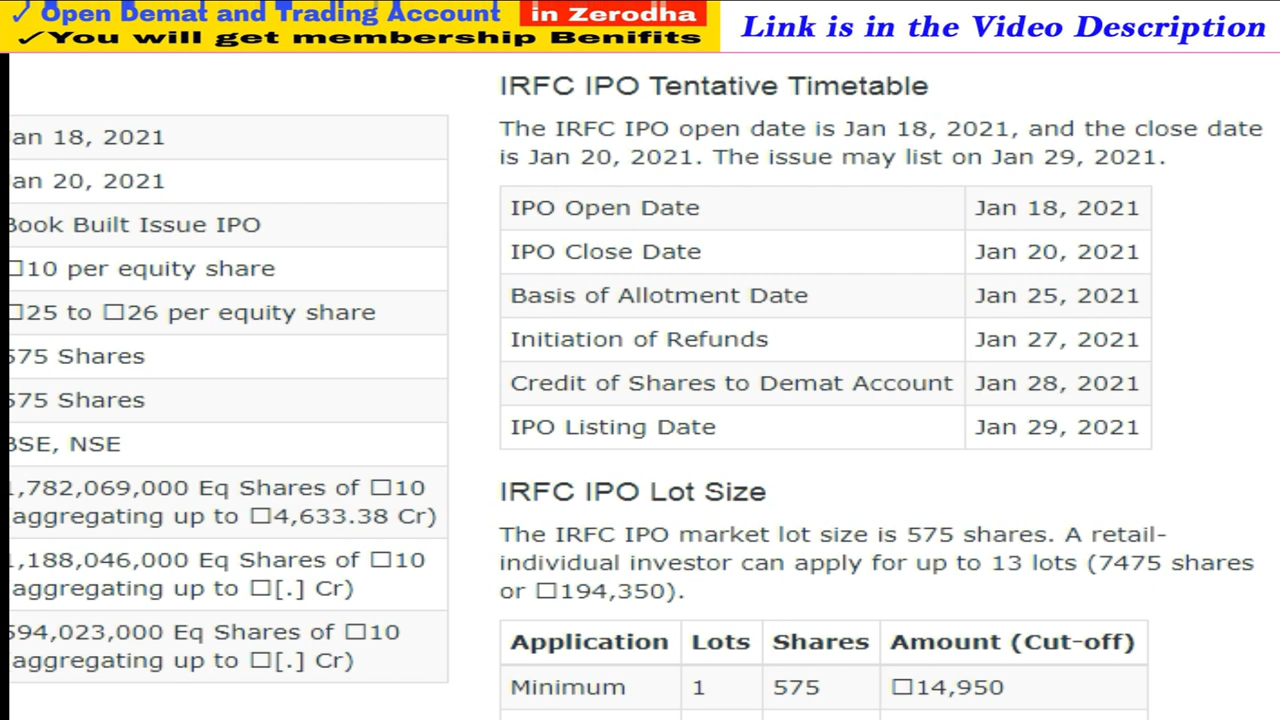 ✓ Open Demat and Trading Account in Zerodha
✓You will get membership Benifits
Link is in the Video Description
an 18, 2021
an 20, 2021
Book Built Issue IPO
□10 per equity share
□25 to □26 per equity share
575 Shares
575 Shares
BSE, NSE
1,782,069,000 Eq Shares of □10
aggregating up to □4,633.38 Cr)
1,188,046,000 Eq Shares of □10
aggregating up to □[.] Cr)
594,023,000 Eq Shares of □10
aggregating up to □[.] Cr)
IRFC IPO Tentative Timetable
The IRFC IPO open date is Jan 18, 2021, and the close date
is Jan 20, 2021. The issue may list on Jan 29, 2021.
IPO Open Date Jan 18, 2021
IPO Close Date Jan 20, 2021
Basis of Allotment Date Jan 25, 2021
Initiation of Refunds Jan 27, 2021
Credit of Shares to Demat Account Jan 28, 2021
IPO Listing Date Jan 29, 2021
IRFC IPO Lot Size
The IRFC IPO market lot size is 575 shares. A retail-
individual investor can apply for up to 13 lots (7475 shares
or □194,350).
Application Lots Shares Amount (Cut-off)
Minimum 1 575 □14,950